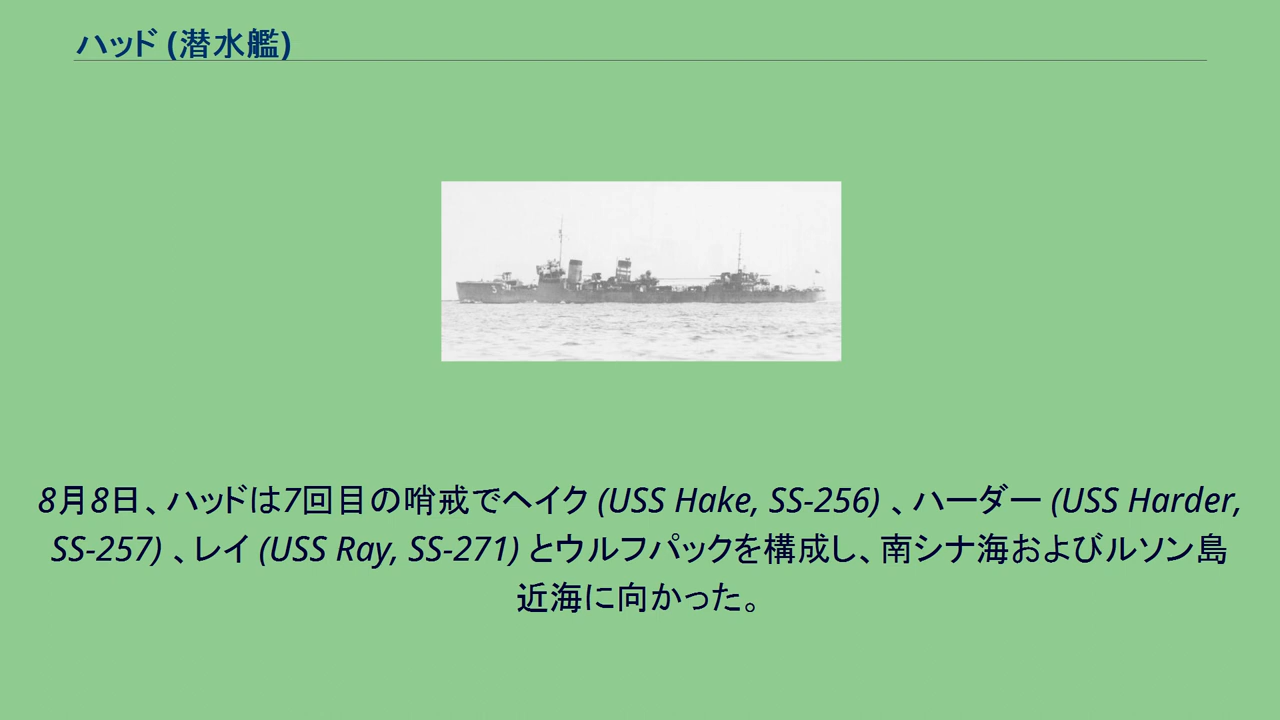 ハッド (潜水艦)
8月8日、ハッドは7回目の哨戒でヘイク (USS Hake, SS-256) 、ハーダー (USS Harder,
SS-257) 、レイ (USS Ray, SS-271) とウルフパックを構成し、南シナ海およびルソン島
近海に向かった。